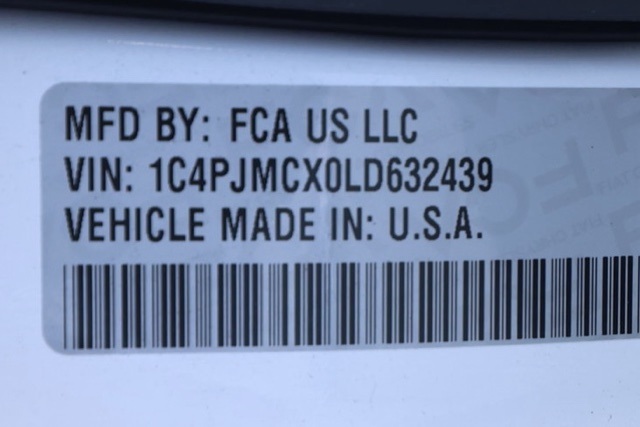 MFD BY: FCA US LLC
VIN: 1C4PJMCX0LD632439
VEHICLE MADE IN: U.S.A.